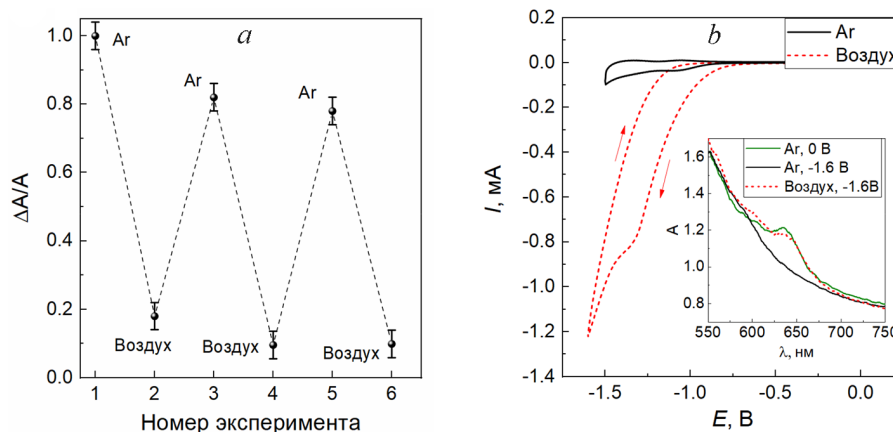 a
ΔA/A
1.0
0.8
0.6
0.4
0.2
0.0
Ar
Ar
Ar
Воздух
Воздух
Воздух
1 2 3 4 5 6
Номер эксперимента
b
I, мА
0.2
0.0
-0.2
-0.4
-0.6
-0.8
-1.0
-1.2
-1.4
Ar
Воздух
-1.5 -1.0 -0.5 0.0
E, В
Ar, 0 В
Ar, -1.6 В
Воздух, -1.6В
A
1.6
1.4
1.2
1.0
0.8
550 600 650 700 750
λ, нм